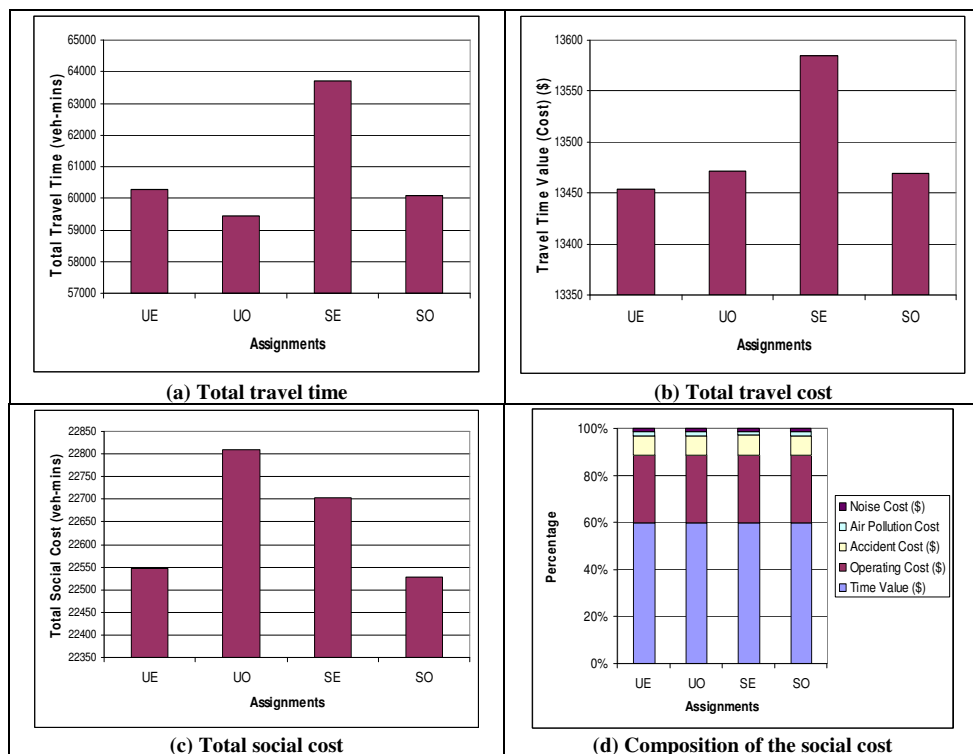 65000
64000
63000
62000
61000
60000
59000
58000
57000
Total Travel Time (veh-mins)
UE UO SE SO
Assignments
(a) Total travel time
13600
13550
13500
13450
13400
13350
Travel Time Value (Cost) ($)
UE UO SE SO
Assignments
(b) Total travel cost
22850
22800
22750
22700
22650
22600
22550
22500
22450
22400
22350
Total Social Cost (veh-mins)
UE UO SE SO
Assignments
(c) Total social cost
100%
80%
60%
40%
20%
0%
Percentage
UE UO SE SO
Assignments
Noise Cost ($)
Air Pollution Cost
Accident Cost ($)
Operating Cost ($)
Time Value ($)
(d) Composition of the social cost